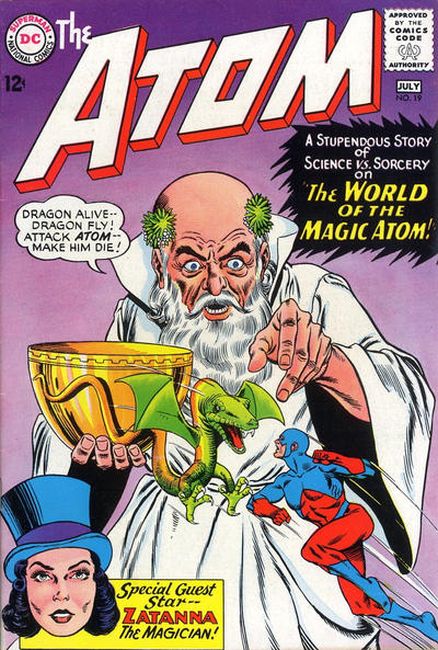 SUPERMAN
DC
NATIONAL COMICS
The
ATOM
APPROVED
BY THE
COMICS
CODE
AUTHORITY
12¢
JULY
NO. 19
A STUPENDOUS STORY
of
SCIENCE VS. SORCERY
on
"THE WORLD
OF THE
MAGIC ATOM!"
DRAGON ALIVE--
DRAGON FLY!
ATTACK ATOM--
MAKE HIM DIE!
Special Guest
Star--
ZATANNA
THE MAGICIAN!